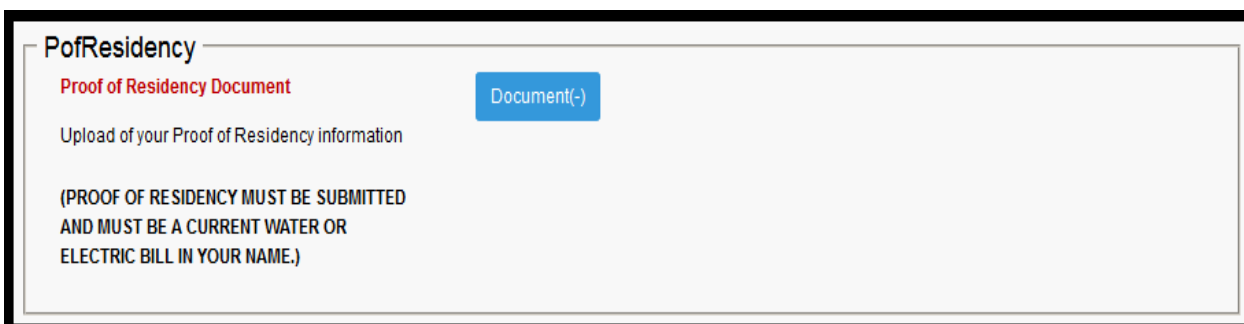 PofResidency
Proof of Residency Document
Document(-)
Upload of your Proof of Residency information
(PROOF OF RESIDENCY MUST BE SUBMITTED
AND MUST BE A CURRENT WATER OR
ELECTRIC BILL IN YOUR NAME.)